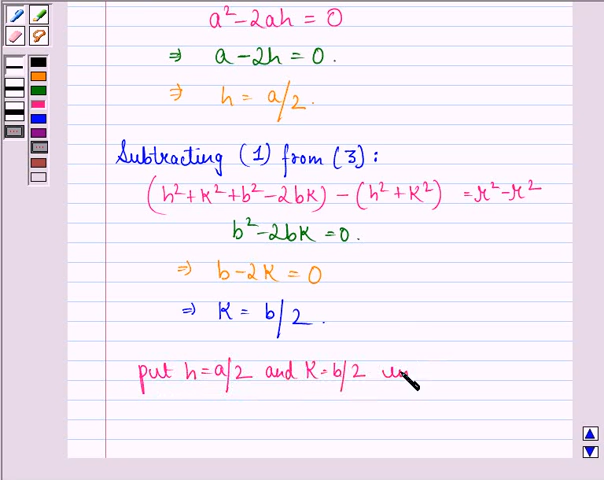 a² - 2ah = 0
⇒ a - 2h = 0.
⇒ h = a/2.
Subtracting (1) from (3):
(h² + K² + b² - 2bK) - (h² + K²) = r² - r²
b² - 2bK = 0.
⇒ b - 2K = 0
⇒ K = b/2.
put h = a/2 and K = b/2